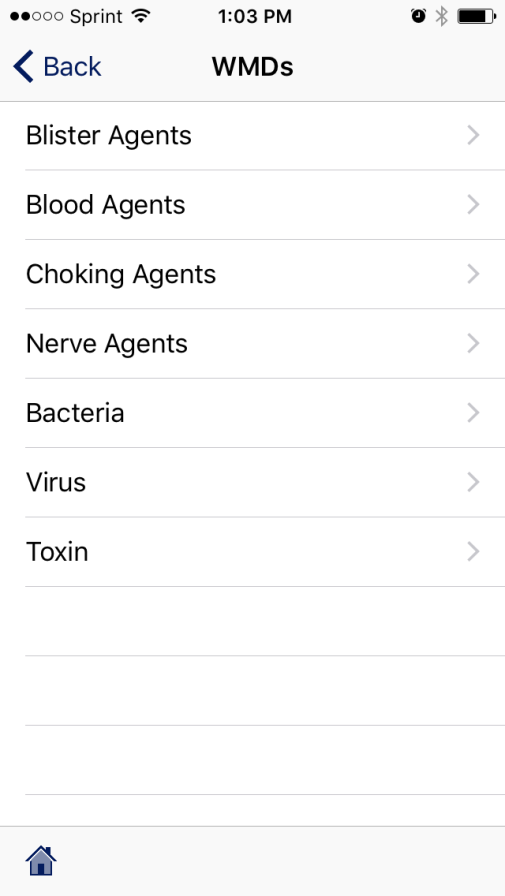 Sprint 1:03 PM
Back WMDs
Blister Agents
Blood Agents
Choking Agents
Nerve Agents
Bacteria
Virus
Toxin